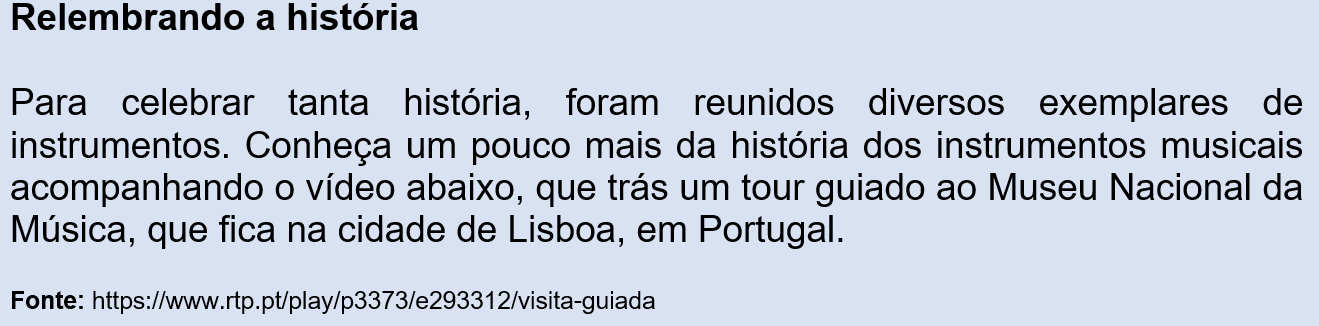 Relembrando a história
Para celebrar tanta história, foram reunidos diversos exemplares de
instrumentos. Conheça um pouco mais da história dos instrumentos musicais
acompanhando o vídeo abaixo, que trás um tour guiado ao Museu Nacional da
Música, que fica na cidade de Lisboa, em Portugal.
Fonte: https://www.rtp.pt/play/p3373/e293312/visita-guiada